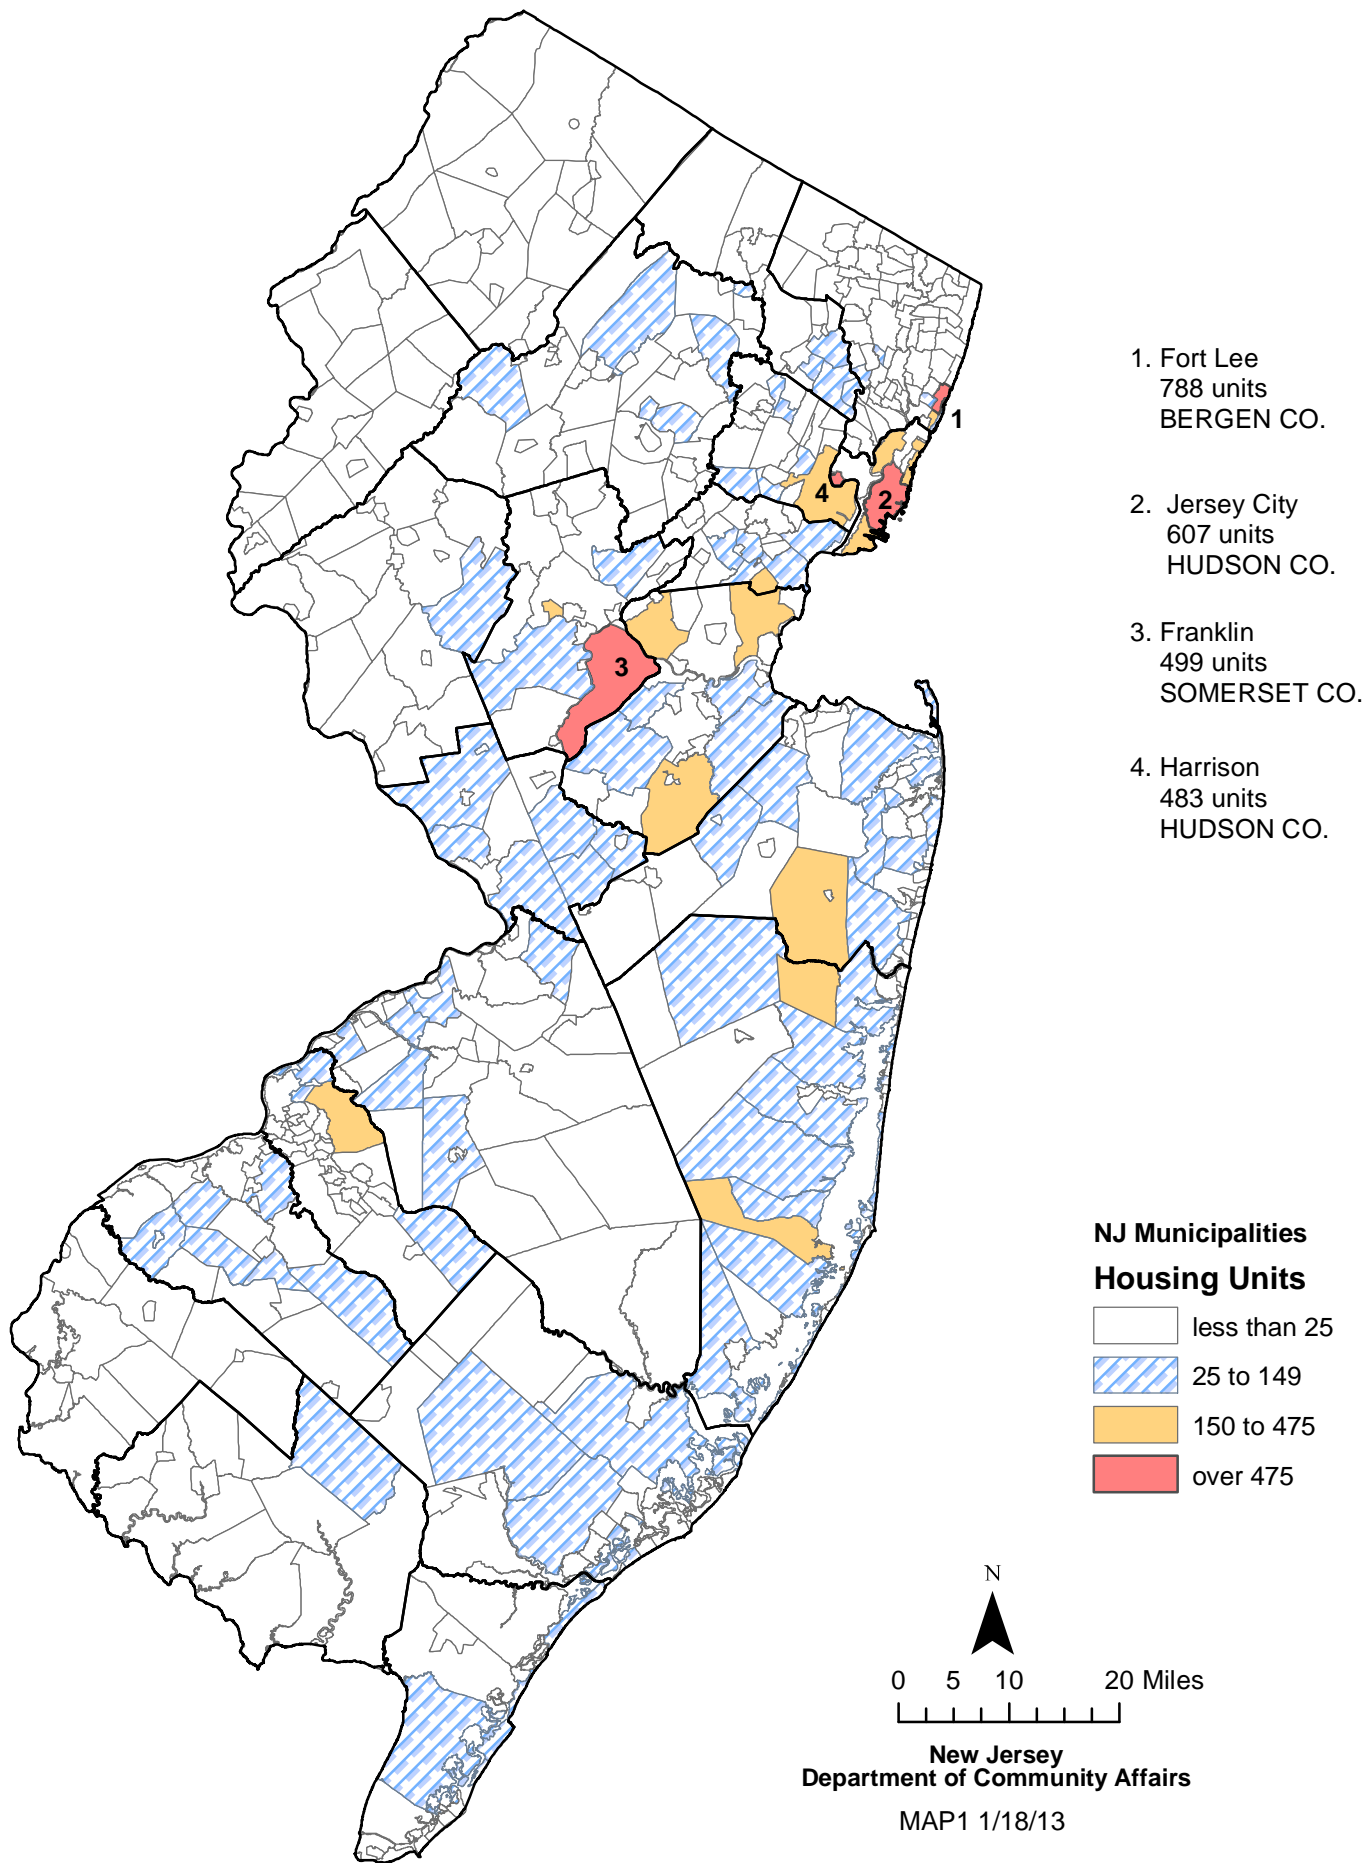 1. Fort Lee
788 units
BERGEN CO.
1
2. Jersey City
607 units
HUDSON CO.
4
2
3. Franklin
499 units
SOMERSET CO.
3
4. Harrison
483 units
HUDSON CO.
NJ Municipalities
Housing Units
less than 25
25 to 149
150 to 475
over 475
N
0 5 10 20 Miles
New Jersey
Department of Community Affairs
MAP1 1/18/13